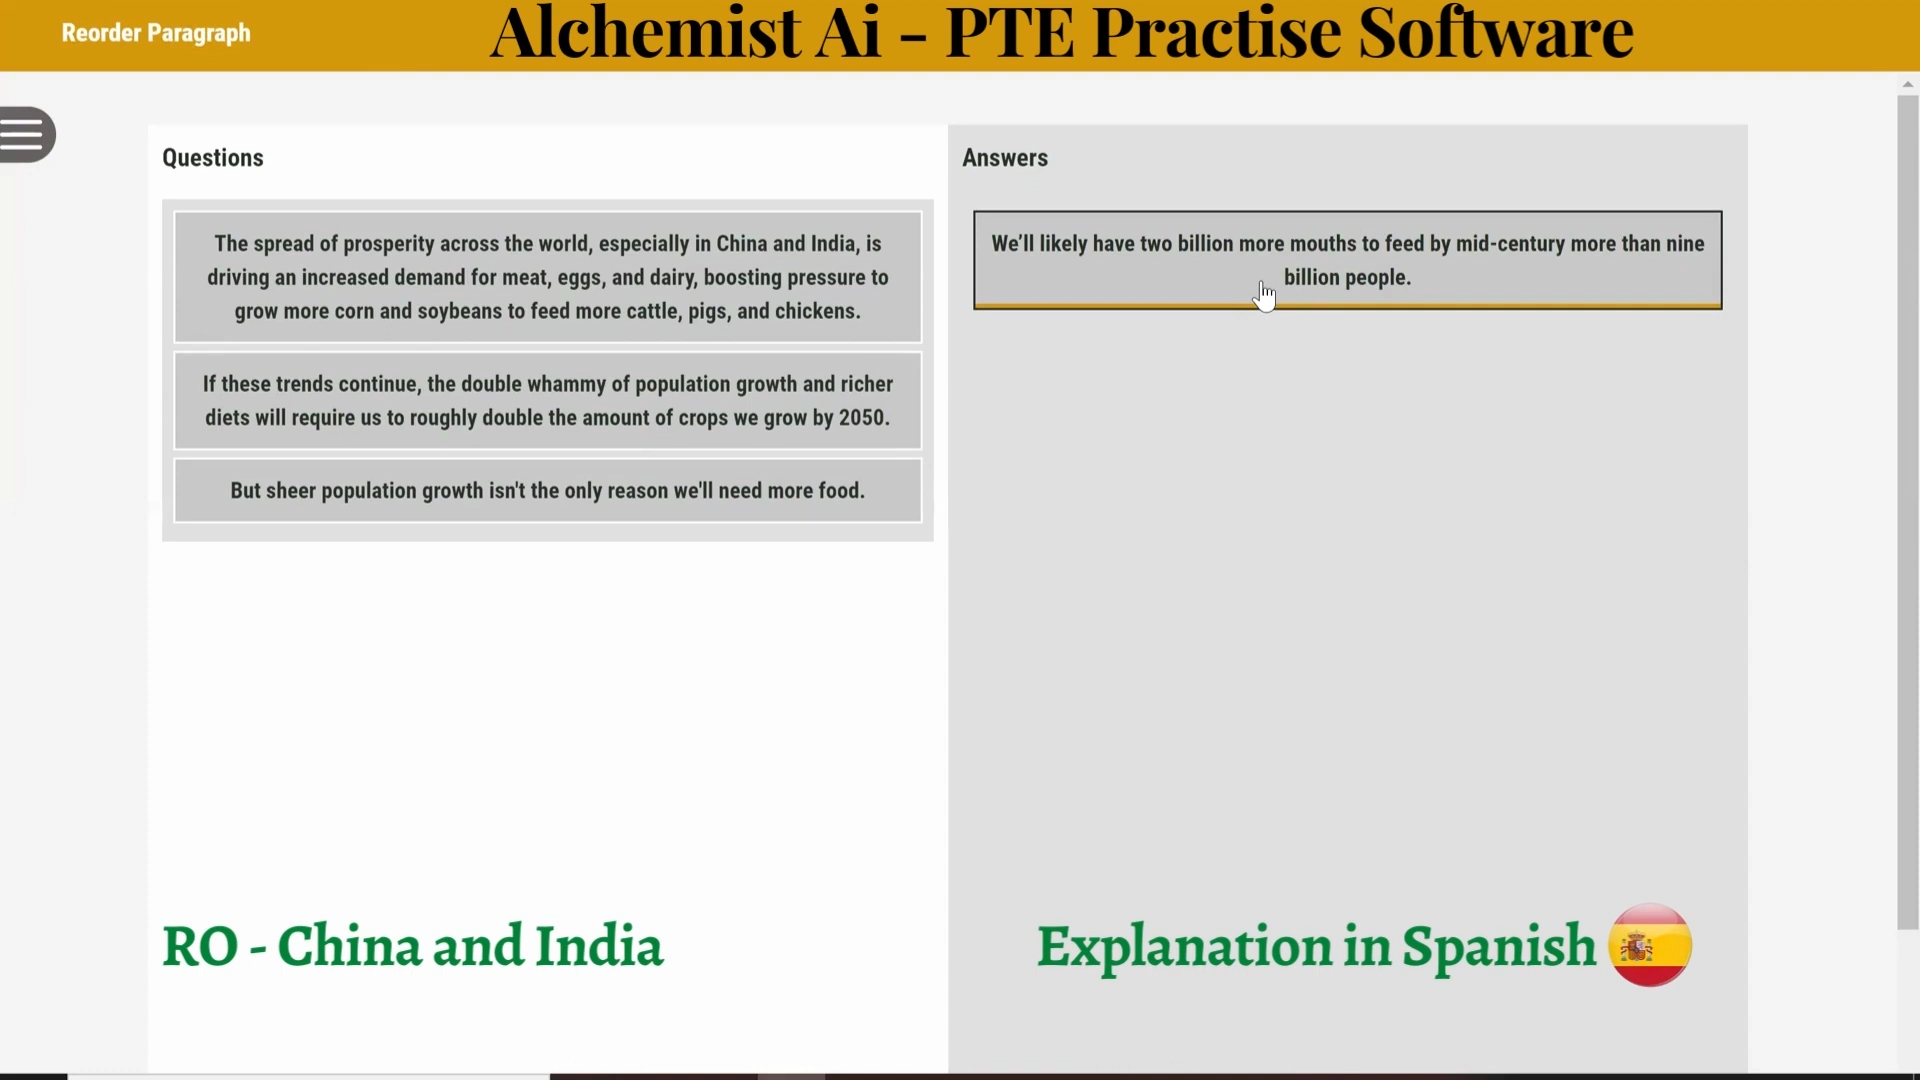 Reorder Paragraph
Alchemist Ai - PTE Practise Software
Questions
The spread of prosperity across the world, especially in China and India, is
driving an increased demand for meat, eggs, and dairy, boosting pressure to
grow more corn and soybeans to feed more cattle, pigs, and chickens.
If these trends continue, the double whammy of population growth and richer
diets will require us to roughly double the amount of crops we grow by 2050.
But sheer population growth isn't the only reason we'll need more food.
Answers
We’ll likely have two billion more mouths to feed by mid-century more than nine
billion people.
RO - China and India
Explanation in Spanish